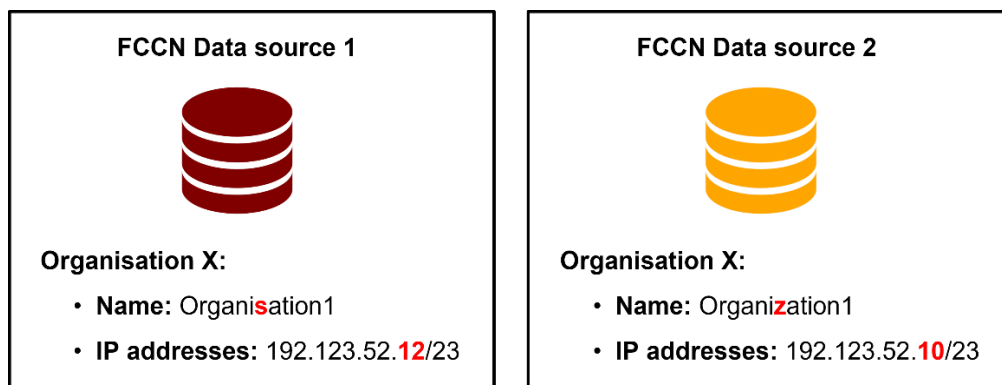 FCCN Data source 1
Organisation X:
• Name: Organisation1
• IP addresses: 192.123.52.12/23
FCCN Data source 2
Organisation X:
• Name: Organization1
• IP addresses: 192.123.52.10/23